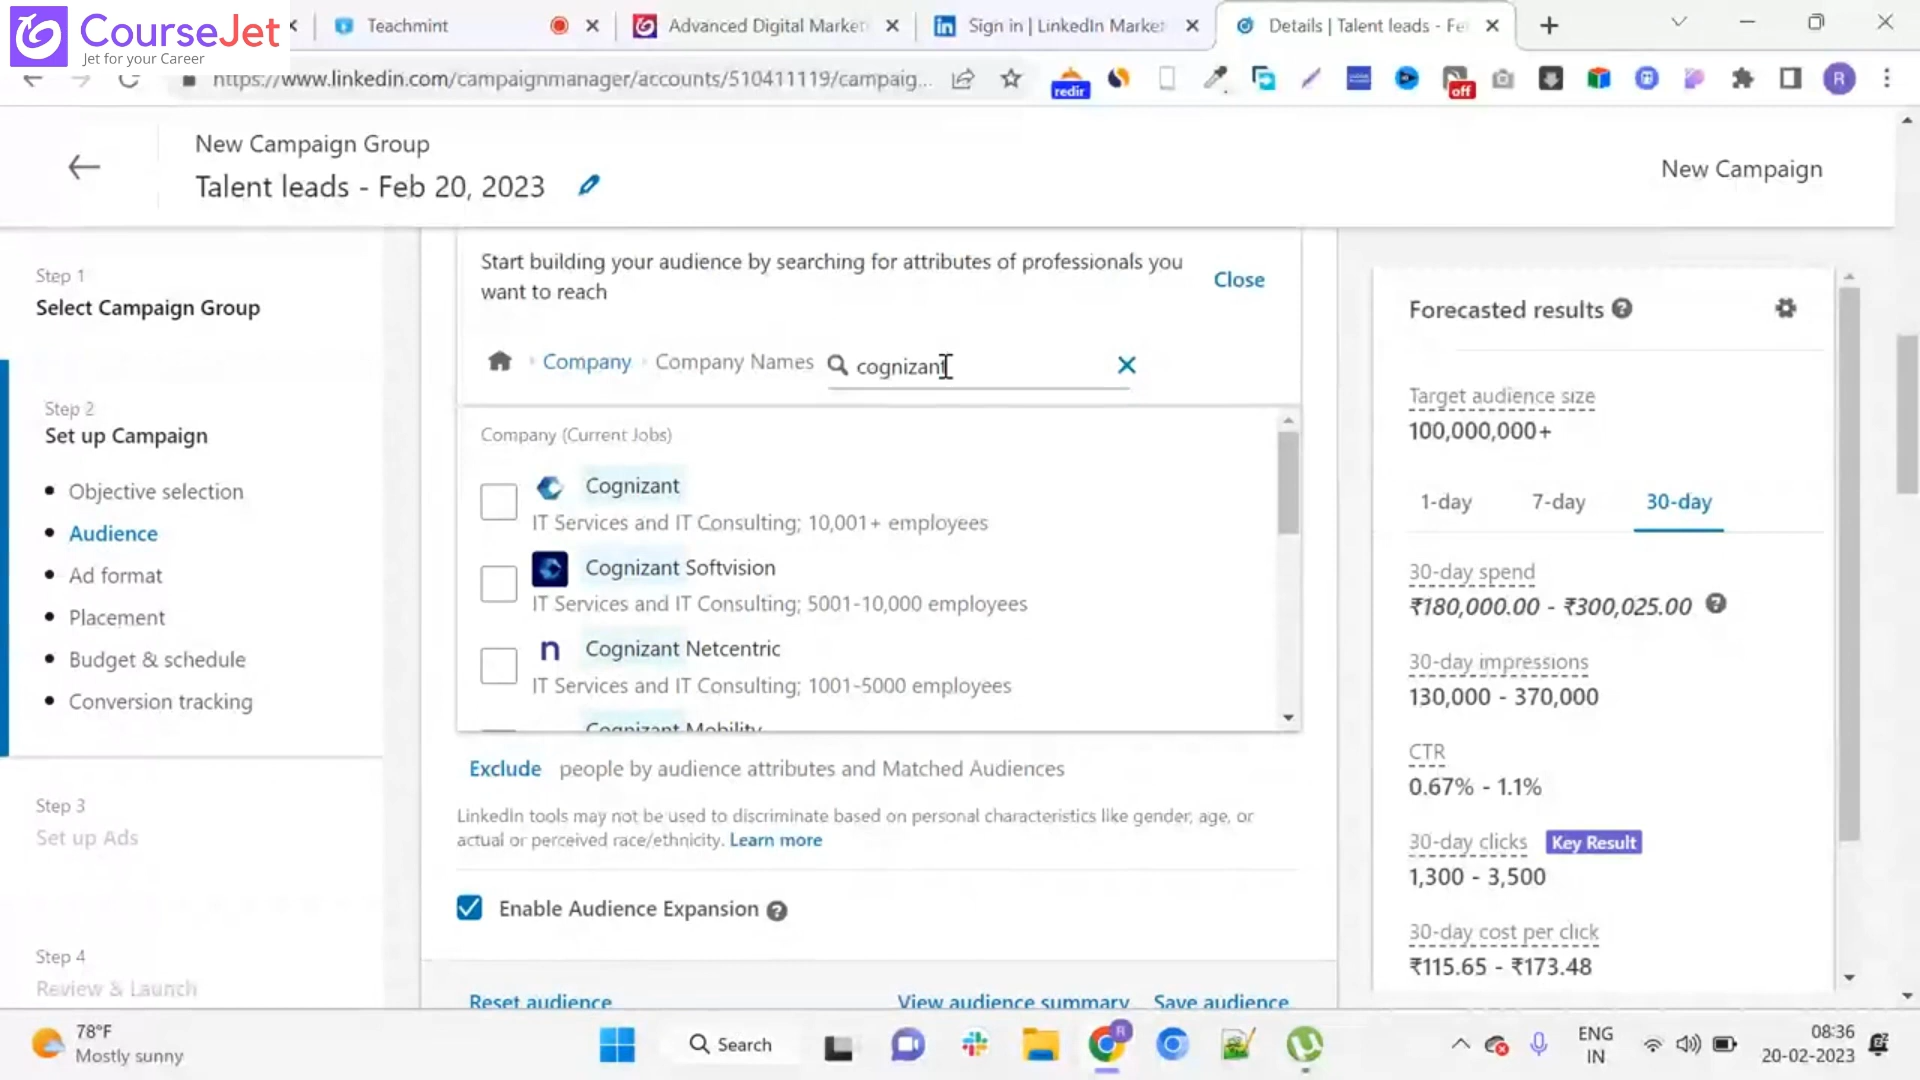 CourseJet
Jet for your Career
Teachmint
Advanced Digital Market
Sign in | LinkedIn Market
Details | Talent leads - Fe
https://www.linkedin.com/campaignmanager/accounts/510411119/campaig...
redir
off
R
New Campaign Group
Talent leads - Feb 20, 2023
New Campaign
Step 1
Select Campaign Group
Step 2
Set up Campaign
Objective selection
Audience
Ad format
Placement
Budget & schedule
Conversion tracking
Step 3
Set up Ads
Step 4
Review & Launch
Start building your audience by searching for attributes of professionals you
want to reach
Close
Company
Company Names
cognizant
Company (Current Jobs)
Cognizant
IT Services and IT Consulting; 10,001+ employees
Cognizant Softvision
IT Services and IT Consulting; 5001-10,000 employees
n
Cognizant Netcentric
IT Services and IT Consulting; 1001-5000 employees
Cognizant Mobility
Exclude people by audience attributes and Matched Audiences
LinkedIn tools may not be used to discriminate based on personal characteristics like gender, age, or
actual or perceived race/ethnicity. Learn more
Enable Audience Expansion
Reset audience
View audience summary
Save audience
Forecasted results
Target audience size
100,000,000+
1-day
7-day
30-day
30-day spend
₹180,000.00 - ₹300,025.00
30-day impressions
130,000 - 370,000
CTR
0.67% - 1.1%
30-day clicks
Key Result
1,300 - 3,500
30-day cost per click
₹115.65 - ₹173.48
78°F
Mostly sunny
Search
R
ENG
IN
08:36
20-02-2023